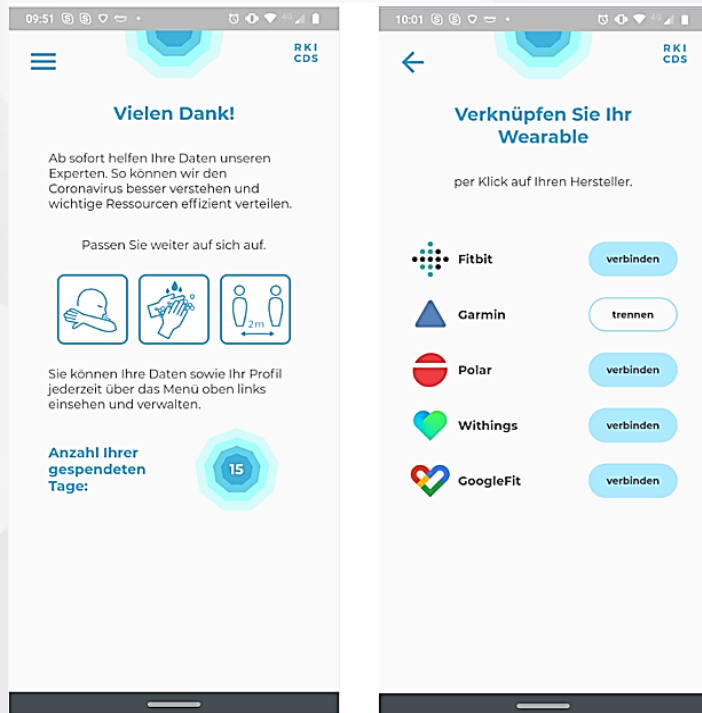 09:51
RKI
CDS
Vielen Dank!
Ab sofort helfen Ihre Daten unseren
Experten. So können wir den
Coronavirus besser verstehen und
wichtige Ressourcen effizient verteilen.
Passen Sie weiter auf sich auf.
2m
Sie können Ihre Daten sowie Ihr Profil
jederzeit über das Menü oben links
einsehen und verwalten.
Anzahl Ihrer
gespendeten
Tage:
15
10:01
RKI
CDS
Verknüpfen Sie Ihr
Wearable
per Klick auf Ihren Hersteller.
Fitbit verbinden
Garmin trennen
Polar verbinden
Withings verbinden
GoogleFit verbinden